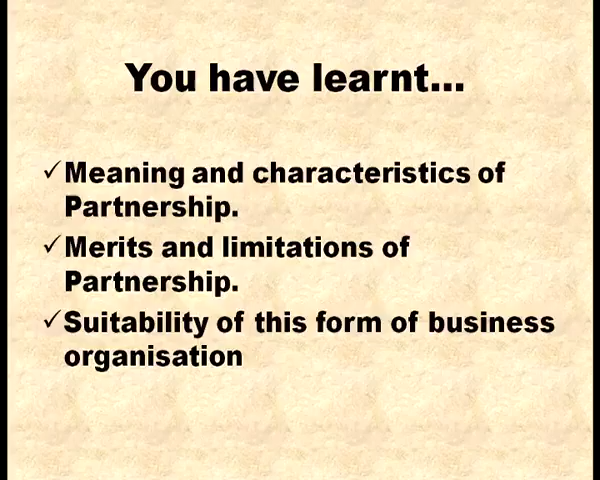 You have learnt...
✓Meaning and characteristics of
Partnership.
✓Merits and limitations of
Partnership.
✓Suitability of this form of business
organisation